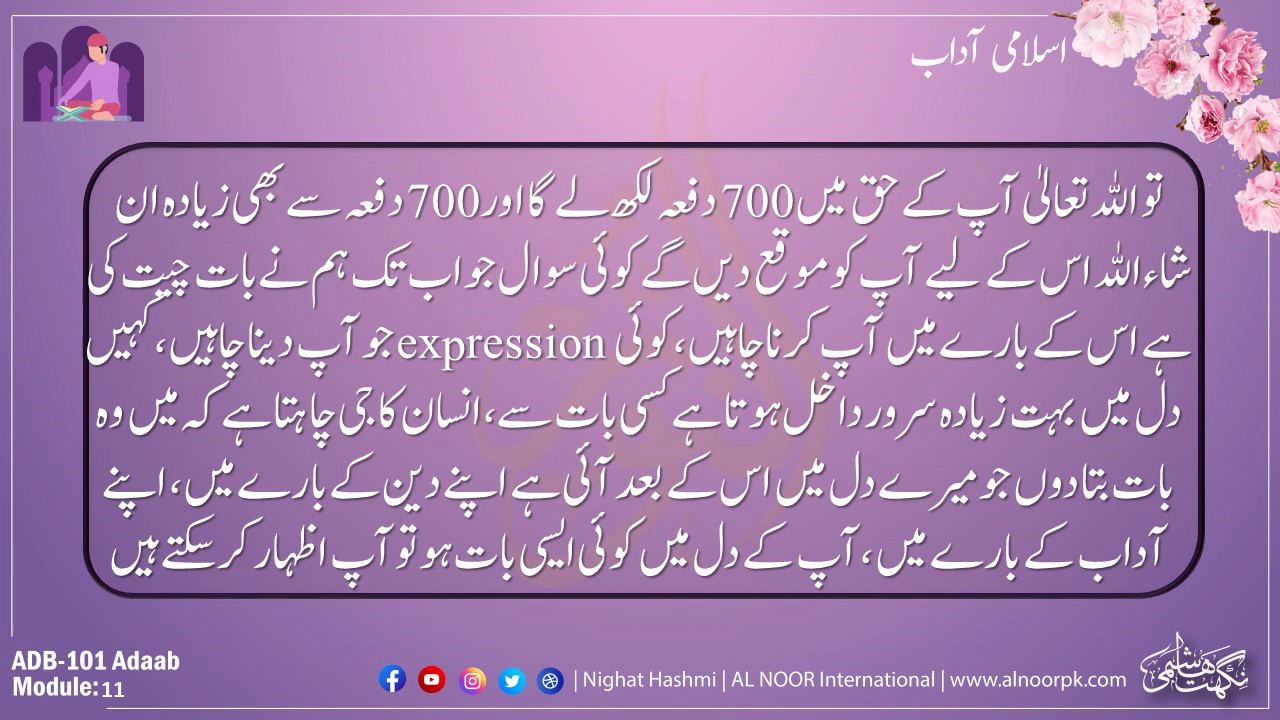 اسلامی آداب
تو اللہ تعالیٰ آپ کے حق میں 700 دفعہ لکھ لے گا اور 700 دفعہ سے بھی زیادہ ان
شاء اللہ اس کے لیے آپ کو موقع دیں گے کوئی سوال جو اب تک ہم نے بات چیت کی
ہے اس کے بارے میں آپ کرنا چاہیں، کوئی expression جو آپ دینا چاہیں، کہیں
دل میں بہت زیادہ سرور داخل ہوتا ہے کسی بات سے، انسان کا جی چاہتا ہے کہ میں وہ
بات بتادوں جو میرے دل میں اس کے بعد آئی ہے اپنے دین کے بارے میں، اپنے
آداب کے بارے میں، آپ کے دل میں کوئی ایسی بات ہو تو آپ اظہار کر سکتے ہیں
ADB-101 Adaab
Module: 11
| Nighat Hashmi | AL NOOR International | www.alnoorpk.com
نگہت ہاشمی